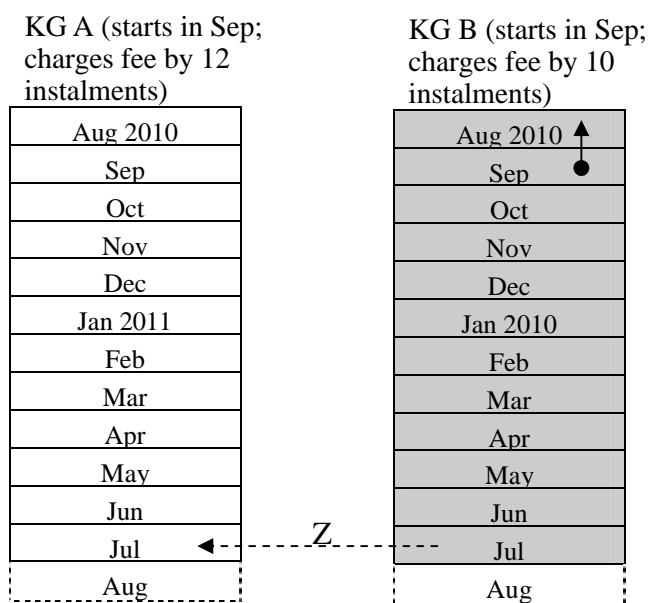 KG A (starts in Sep;
charges fee by 12
instalments)
Aug 2010
Sep
Oct
Nov
Dec
Jan 2011
Feb
Mar
Apr
May
Jun
Jul
Aug
Z
KG B (starts in Sep;
charges fee by 10
instalments)
Aug 2010
Sep
Oct
Nov
Dec
Jan 2010
Feb
Mar
Apr
May
Jun
Jul
Aug